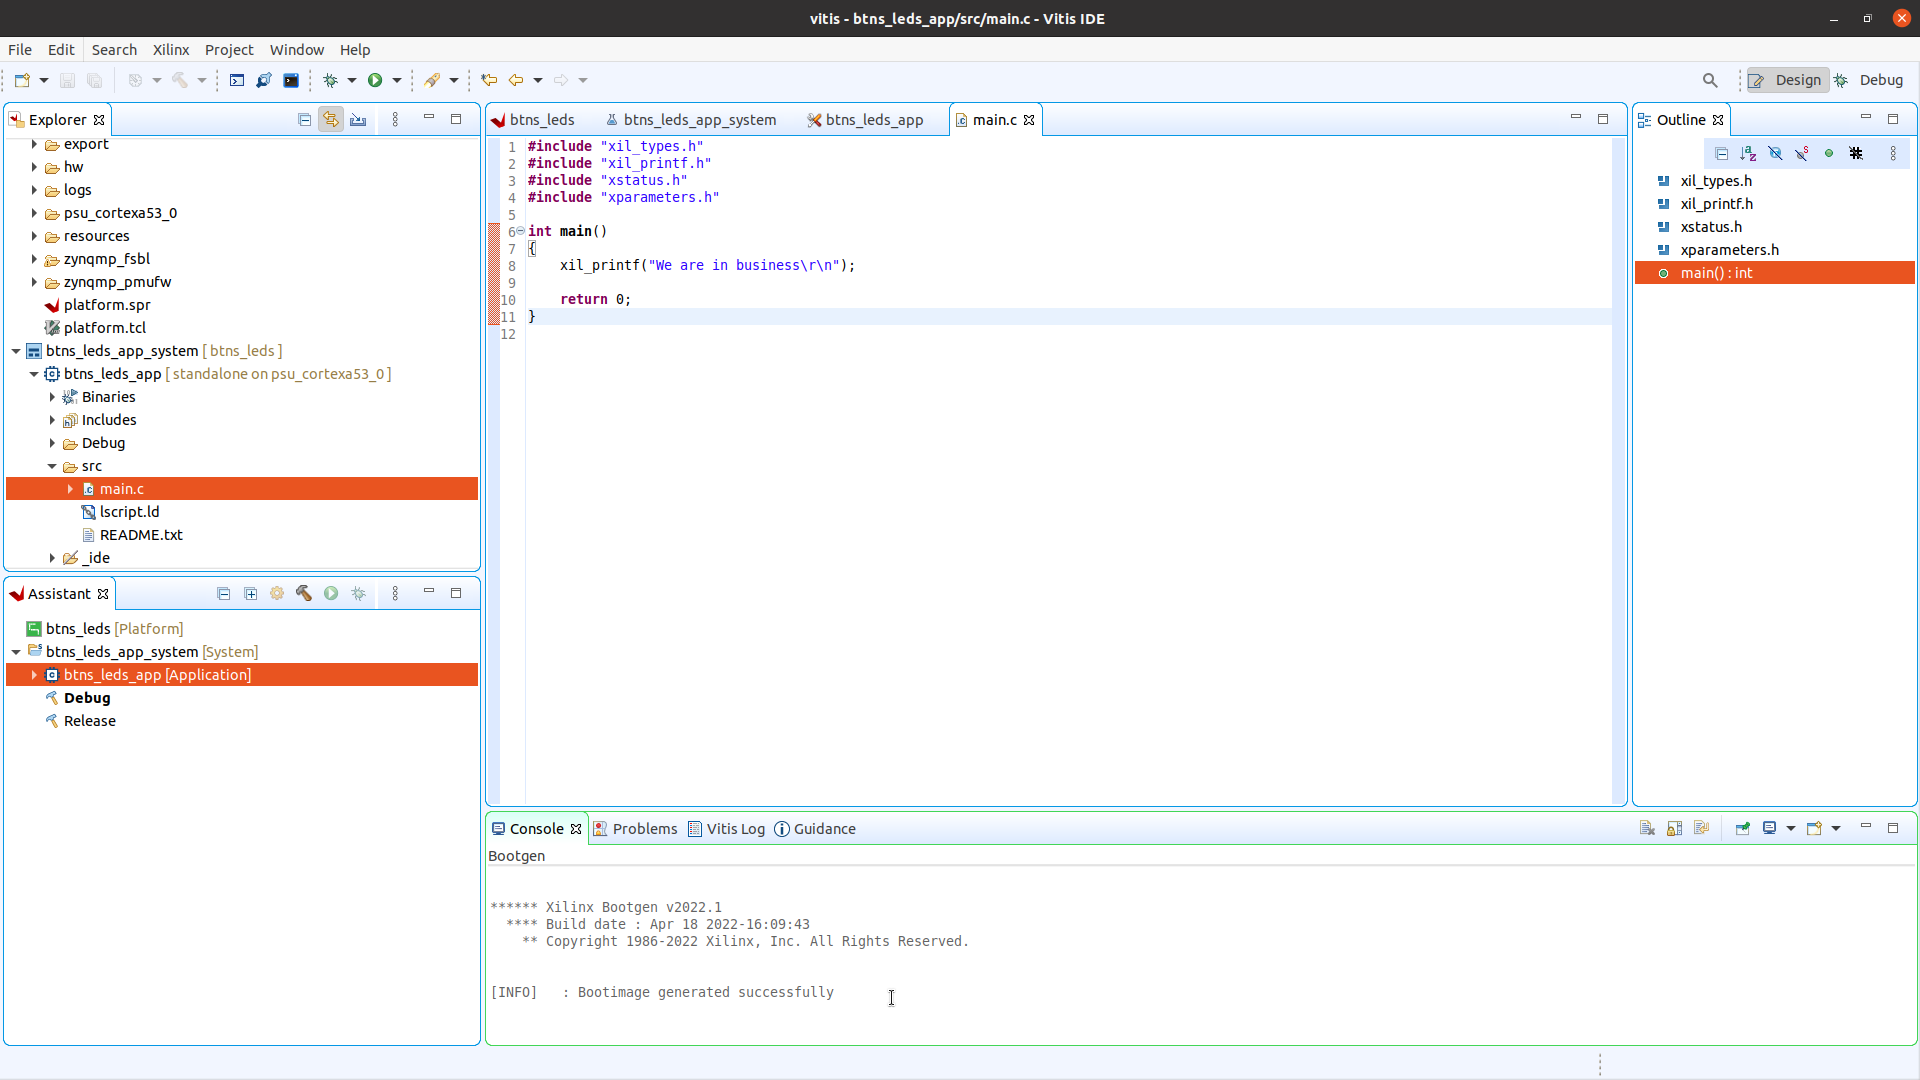 vitis - btns_leds_app/src/main.c - Vitis IDE
File Edit Search Xilinx Project Window Help
Design Debug
Explorer
export
hw
logs
psu_cortexa53_0
resources
zynqmp_fsbl
zynqmp_pmufw
platform.spr
platform.tcl
btns_leds_app_system [ btns_leds ]
btns_leds_app [ standalone on psu_cortexa53_0 ]
Binaries
Includes
Debug
src
main.c
lscript.ld
README.txt
_ide
Assistant
btns_leds [Platform]
btns_leds_app_system [System]
btns_leds_app [Application]
Debug
Release
btns_leds btns_leds_app_system btns_leds_app main.c
1 #include "xil_types.h"
2 #include "xil_printf.h"
3 #include "xstatus.h"
4 #include "xparameters.h"
5
6 int main()
7 {
8 xil_printf("We are in business\r\n");
9
10 return 0;
11 }
12
Outline
xil_types.h
xil_printf.h
xstatus.h
xparameters.h
main() : int
Console Problems Vitis Log Guidance
Bootgen
****** Xilinx Bootgen v2022.1
**** Build date : Apr 18 2022-16:09:43
** Copyright 1986-2022 Xilinx, Inc. All Rights Reserved.
[INFO] : Bootimage generated successfully